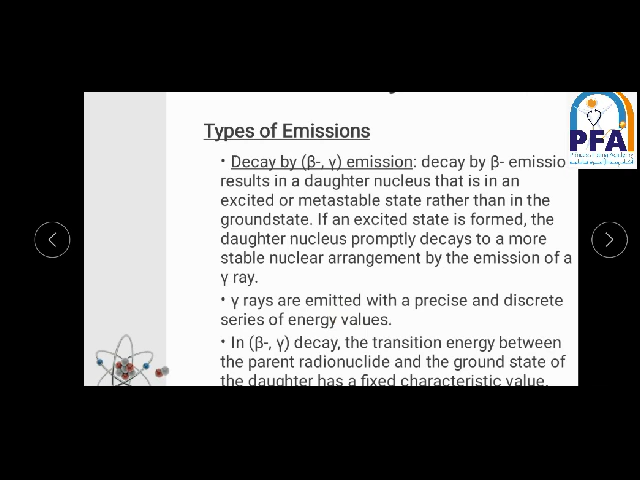 PFA
Types of Emissions
• Decay by (β-, γ) emission: decay by β- emissio
results in a daughter nucleus that is in an
excited or metastable state rather than in the
groundstate. If an excited state is formed, the
daughter nucleus promptly decays to a more
stable nuclear arrangement by the emission of a
γ ray.
• γ rays are emitted with a precise and discrete
series of energy values.
• In (β-, γ) decay, the transition energy between
the parent radionuclide and the ground state of
the daughter has a fixed characteristic value.